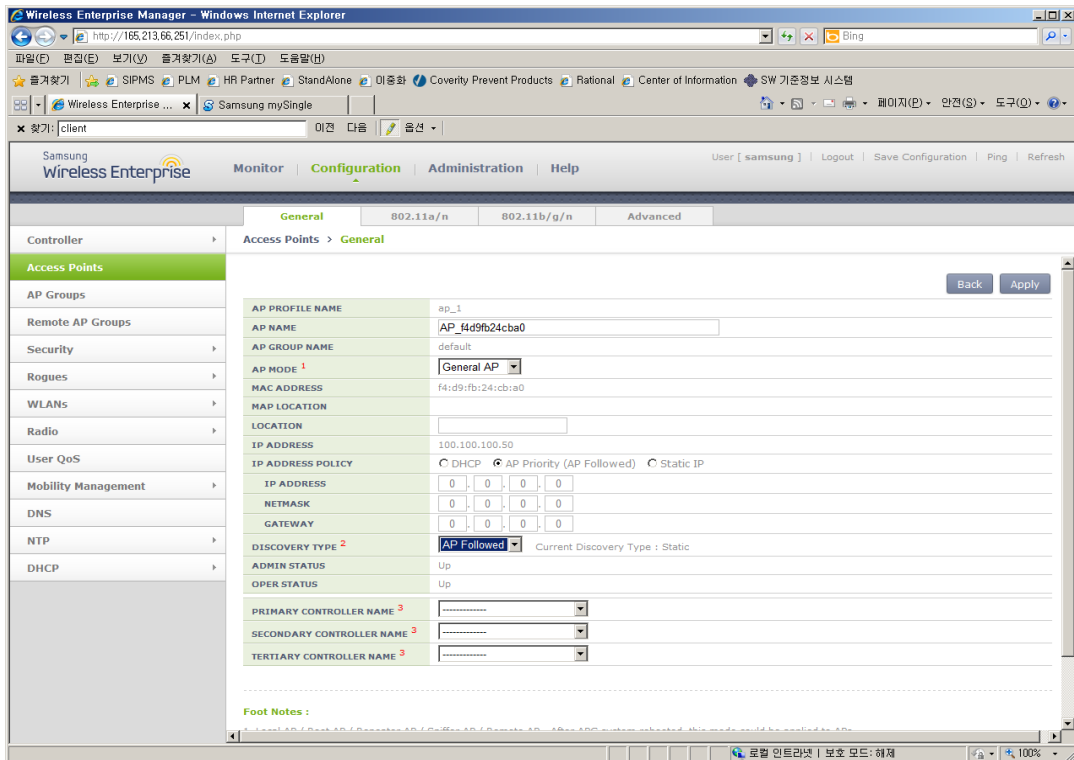 Wireless Enterprise Manager - Windows Internet Explorer
http://165,213,66,251/index,php
Bing
파일(F) 편집(E) 보기(V) 즐겨찾기(A) 도구(T) 도움말(H)
즐겨찾기 SIPMS PLM HR Partner StandAlone 이중화 Coverity Prevent Products Rational Center of Information SW 기준정보 시스템
Wireless Enterprise ... x Samsung mySingle 페이지(P) 안전(S) 도구(O)
x 찾기: client 이전 다음 옵션
Samsung
Wireless Enterprise
Monitor | Configuration | Administration | Help
User [ samsung ] | Logout | Save Configuration | Ping | Refresh
General 802.11a/n 802.11b/g/n Advanced
Controller
Access Points
AP Groups
Remote AP Groups
Security
Rogues
WLANs
Radio
User QoS
Mobility Management
DNS
NTP
DHCP
Access Points > General
Back Apply
AP PROFILE NAME ap_1
AP NAME AP_f4d9fb24cba0
AP GROUP NAME default
AP MODE 1 General AP
MAC ADDRESS f4:d9:fb:24:cb:a0
MAP LOCATION
LOCATION
IP ADDRESS 100.100.100.50
IP ADDRESS POLICY DHCP AP Priority (AP Followed) Static IP
IP ADDRESS 0 . 0 . 0 . 0
NETMASK 0 . 0 . 0 . 0
GATEWAY 0 . 0 . 0 . 0
DISCOVERY TYPE 2 AP Followed Current Discovery Type : Static
ADMIN STATUS Up
OPER STATUS Up
PRIMARY CONTROLLER NAME 3 -------------
SECONDARY CONTROLLER NAME 3 -------------
TERTIARY CONTROLLER NAME 3 -------------
Foot Notes :
로컬 인트라넷 | 보호 모드: 해제 100%